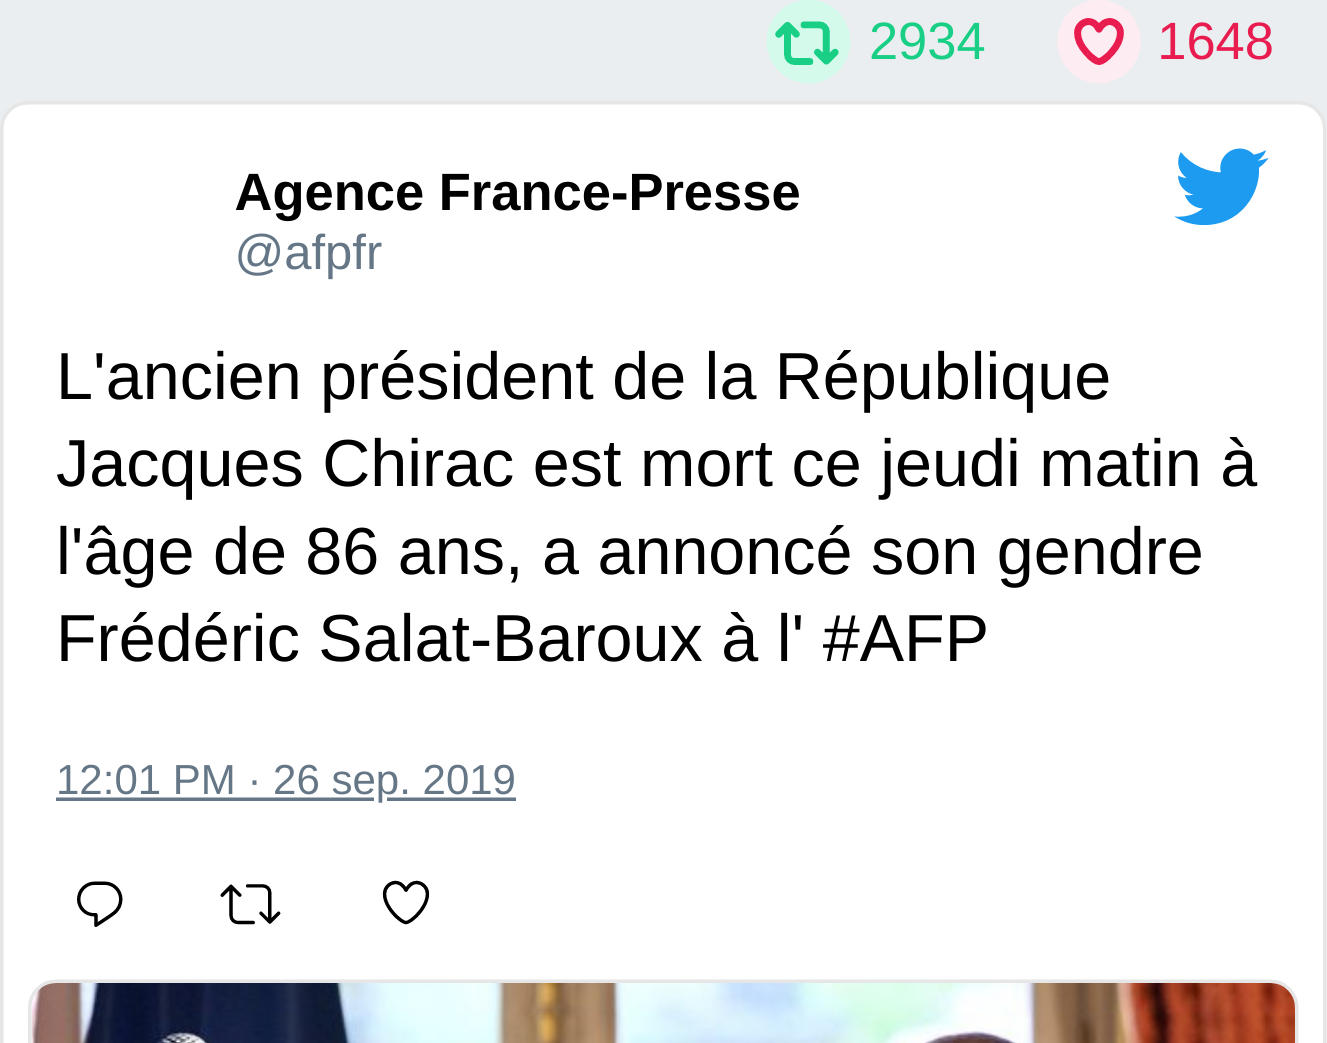 2934 1648
Agence France-Presse
@afpfr
L'ancien président de la République
Jacques Chirac est mort ce jeudi matin à
l'âge de 86 ans, a annoncé son gendre
Frédéric Salat-Baroux à l' #AFP
12:01 PM · 26 sep. 2019